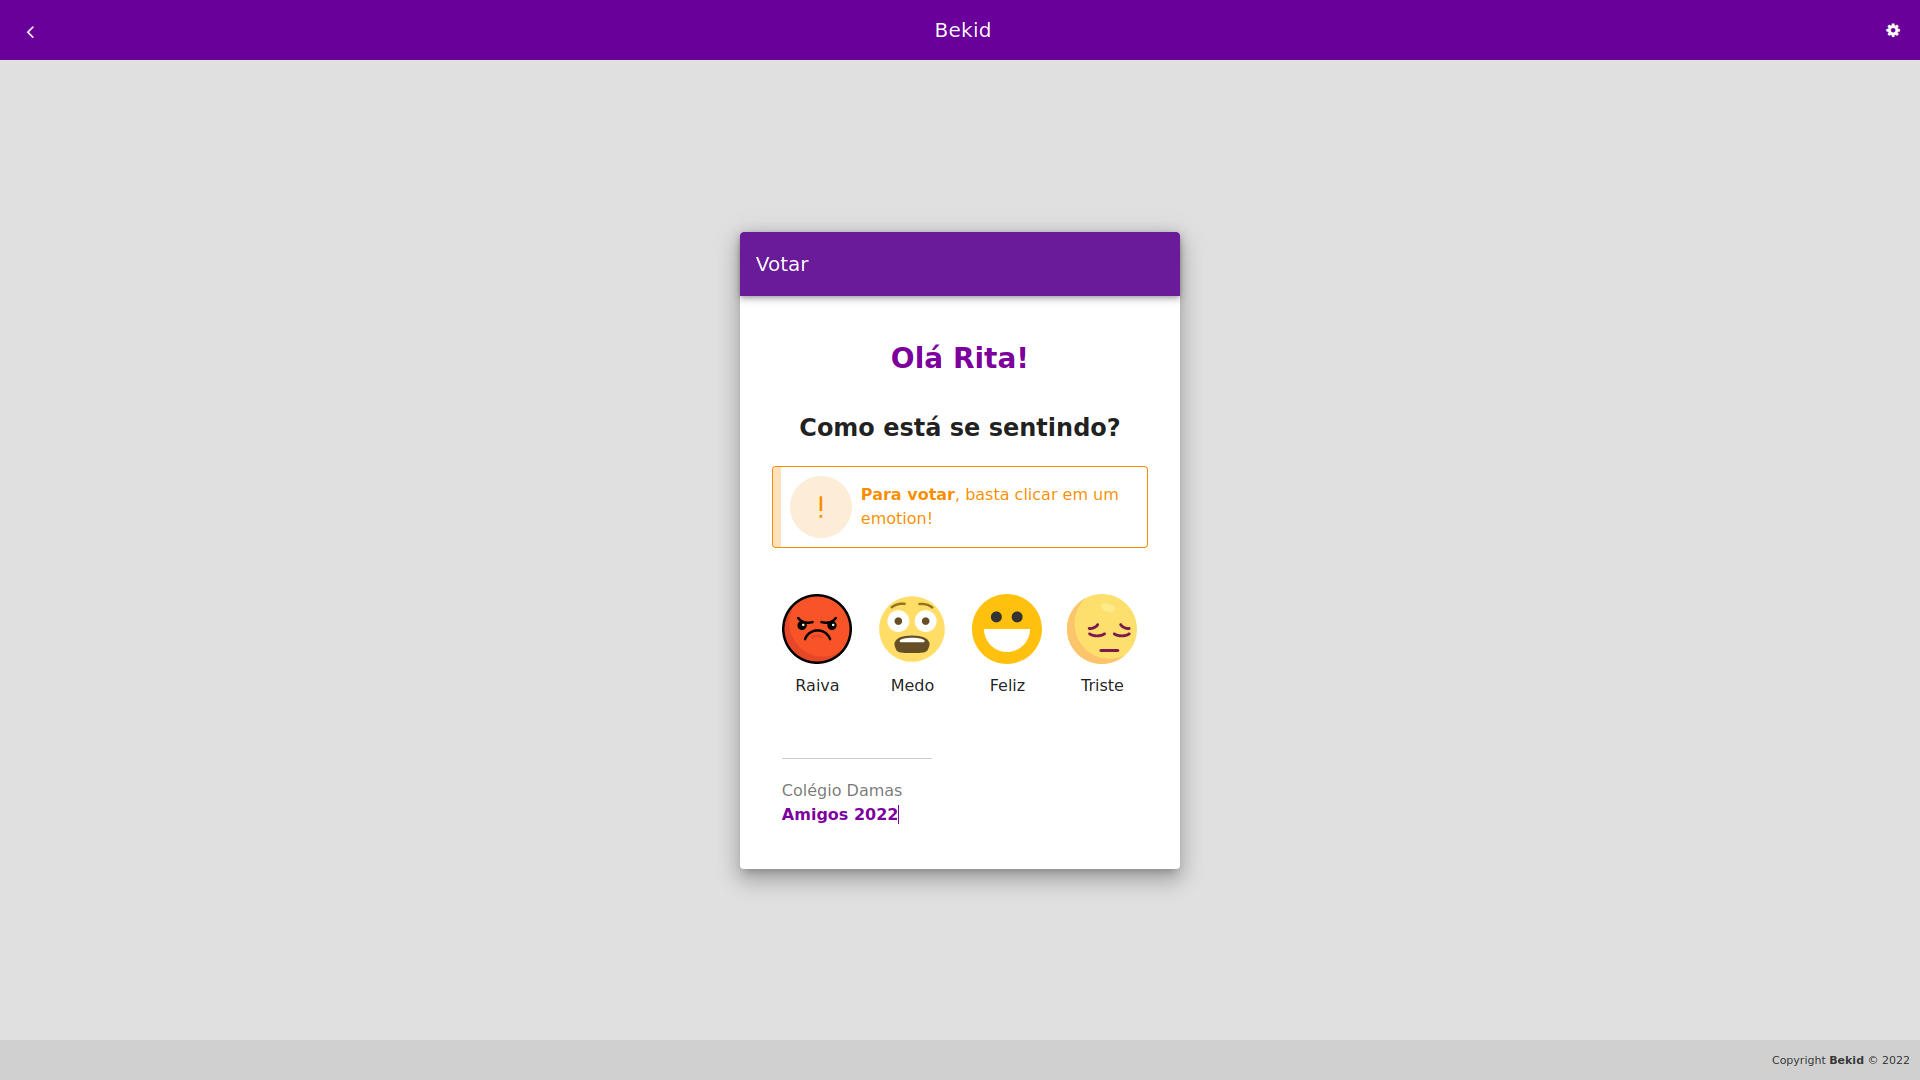 Bekid
Votar
Olá Rita!
Como está se sentindo?
!
Para votar, basta clicar em um
emotion!
Raiva
Medo
Feliz
Triste
Colégio Damas
Amigos 2022
Copyright Bekid © 2022